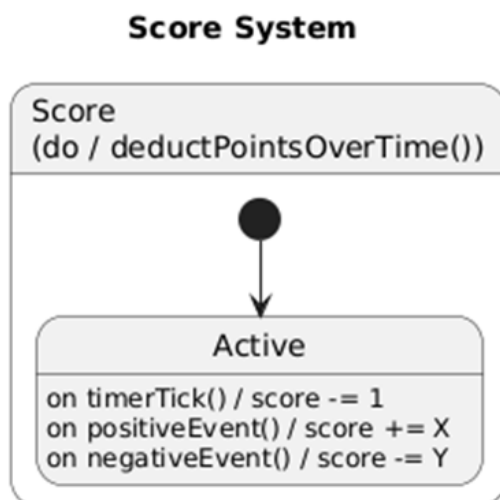 Score System
Score
(do / deductPointsOverTime())
Active
on timerTick() / score -= 1
on positiveEvent() / score += X
on negativeEvent() / score -= Y